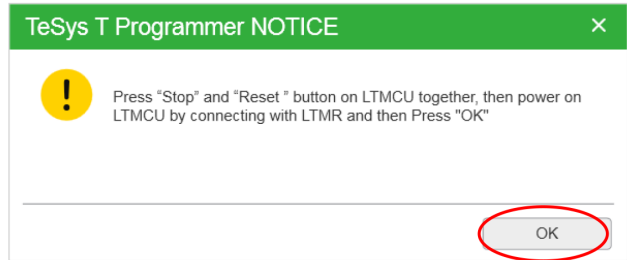 TeSys T Programmer NOTICE
Press “Stop” and “Reset ” button on LTMCU together, then power on
LTMCU by connecting with LTMR and then Press "OK"
OK